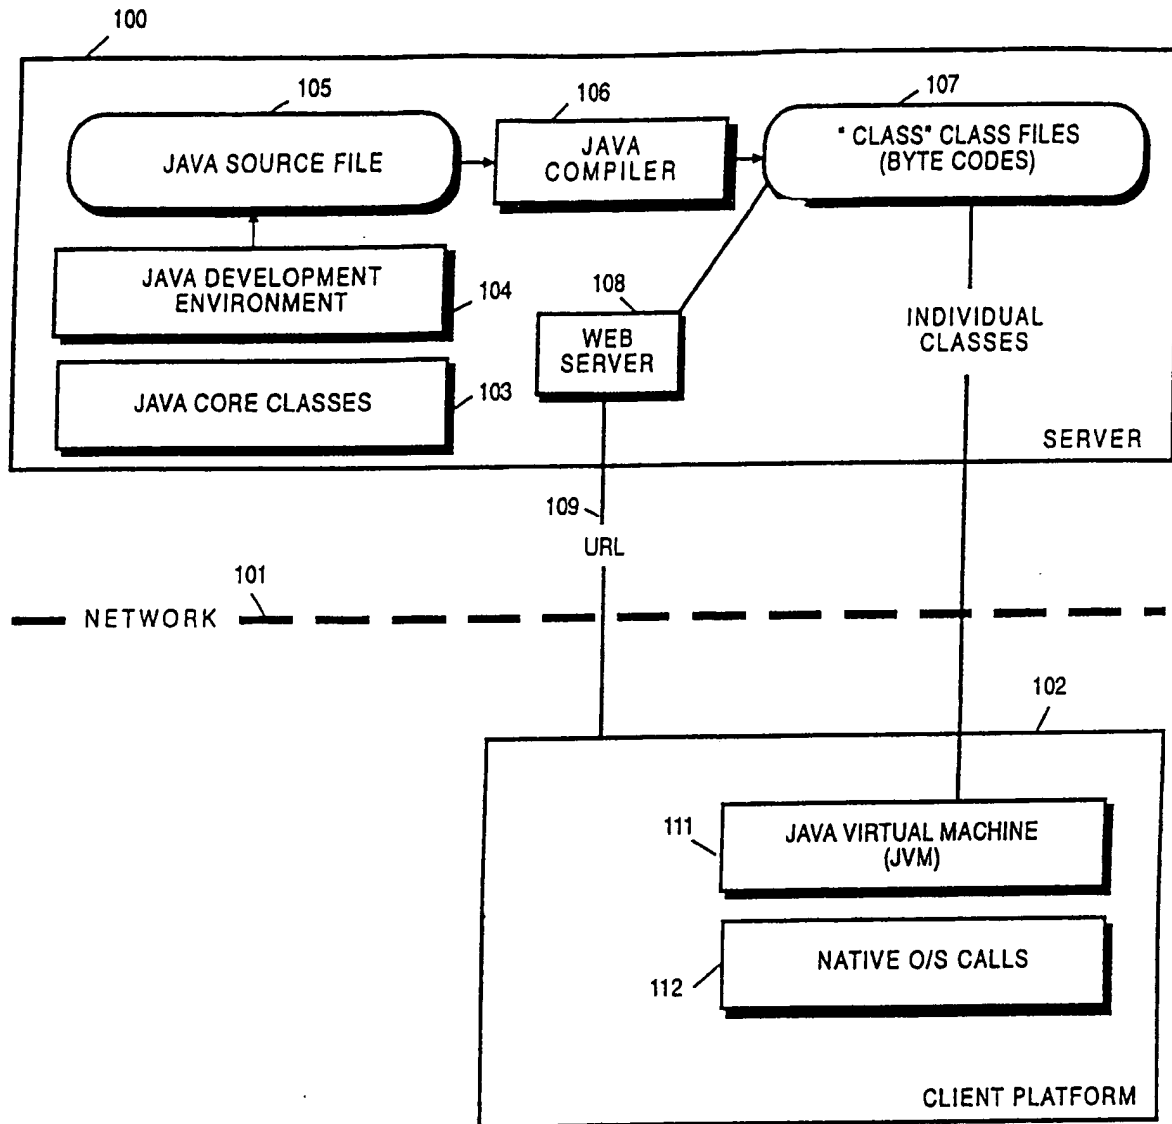 100
105
106
107
JAVA SOURCE FILE
JAVA
COMPILER
" CLASS" CLASS FILES
(BYTE CODES)
JAVA DEVELOPMENT
ENVIRONMENT
104
108
WEB
SERVER
INDIVIDUAL
CLASSES
JAVA CORE CLASSES
103
SERVER
109
URL
101
NETWORK
102
111
JAVA VIRTUAL MACHINE
(JVM)
NATIVE O/S CALLS
112
CLIENT PLATFORM